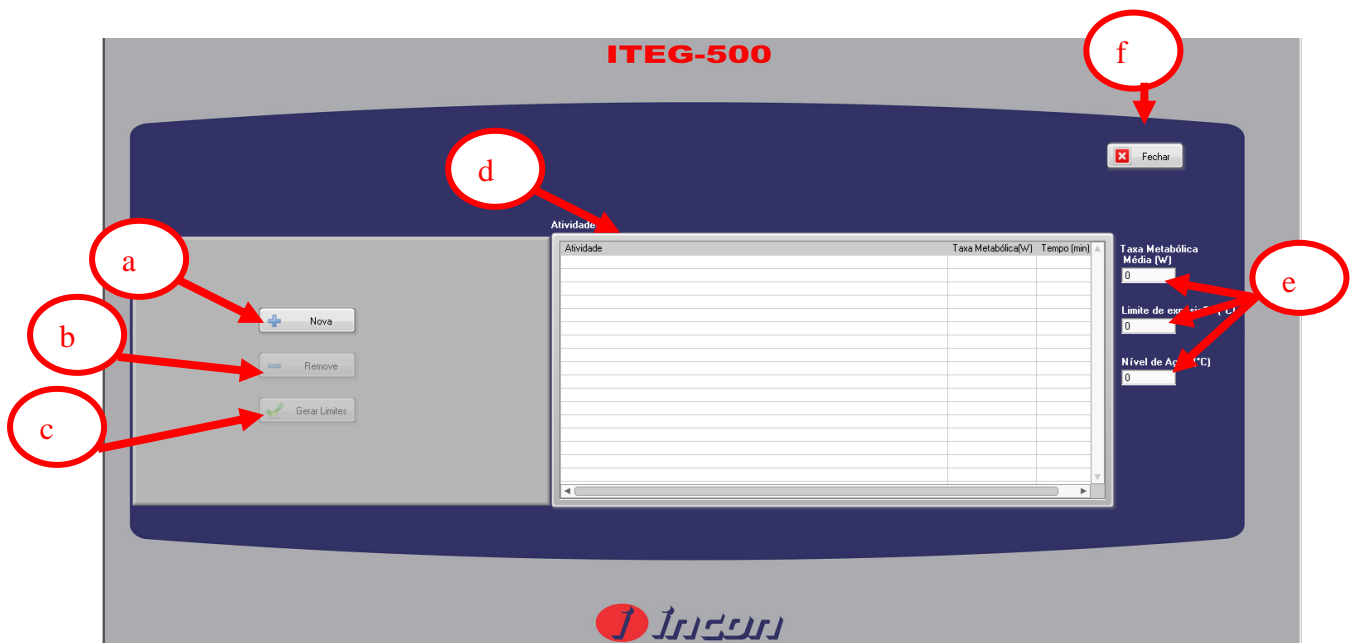 ITEG-500
f
Fechar
d
Atividade
Atividade Taxa Metabólica(W) Tempo (min)
a
Nova
b
Remove
c
Gerar Limites
Taxa Metabólica
Média (W)
0
e
Limite de
0
Nível de
0
Incon